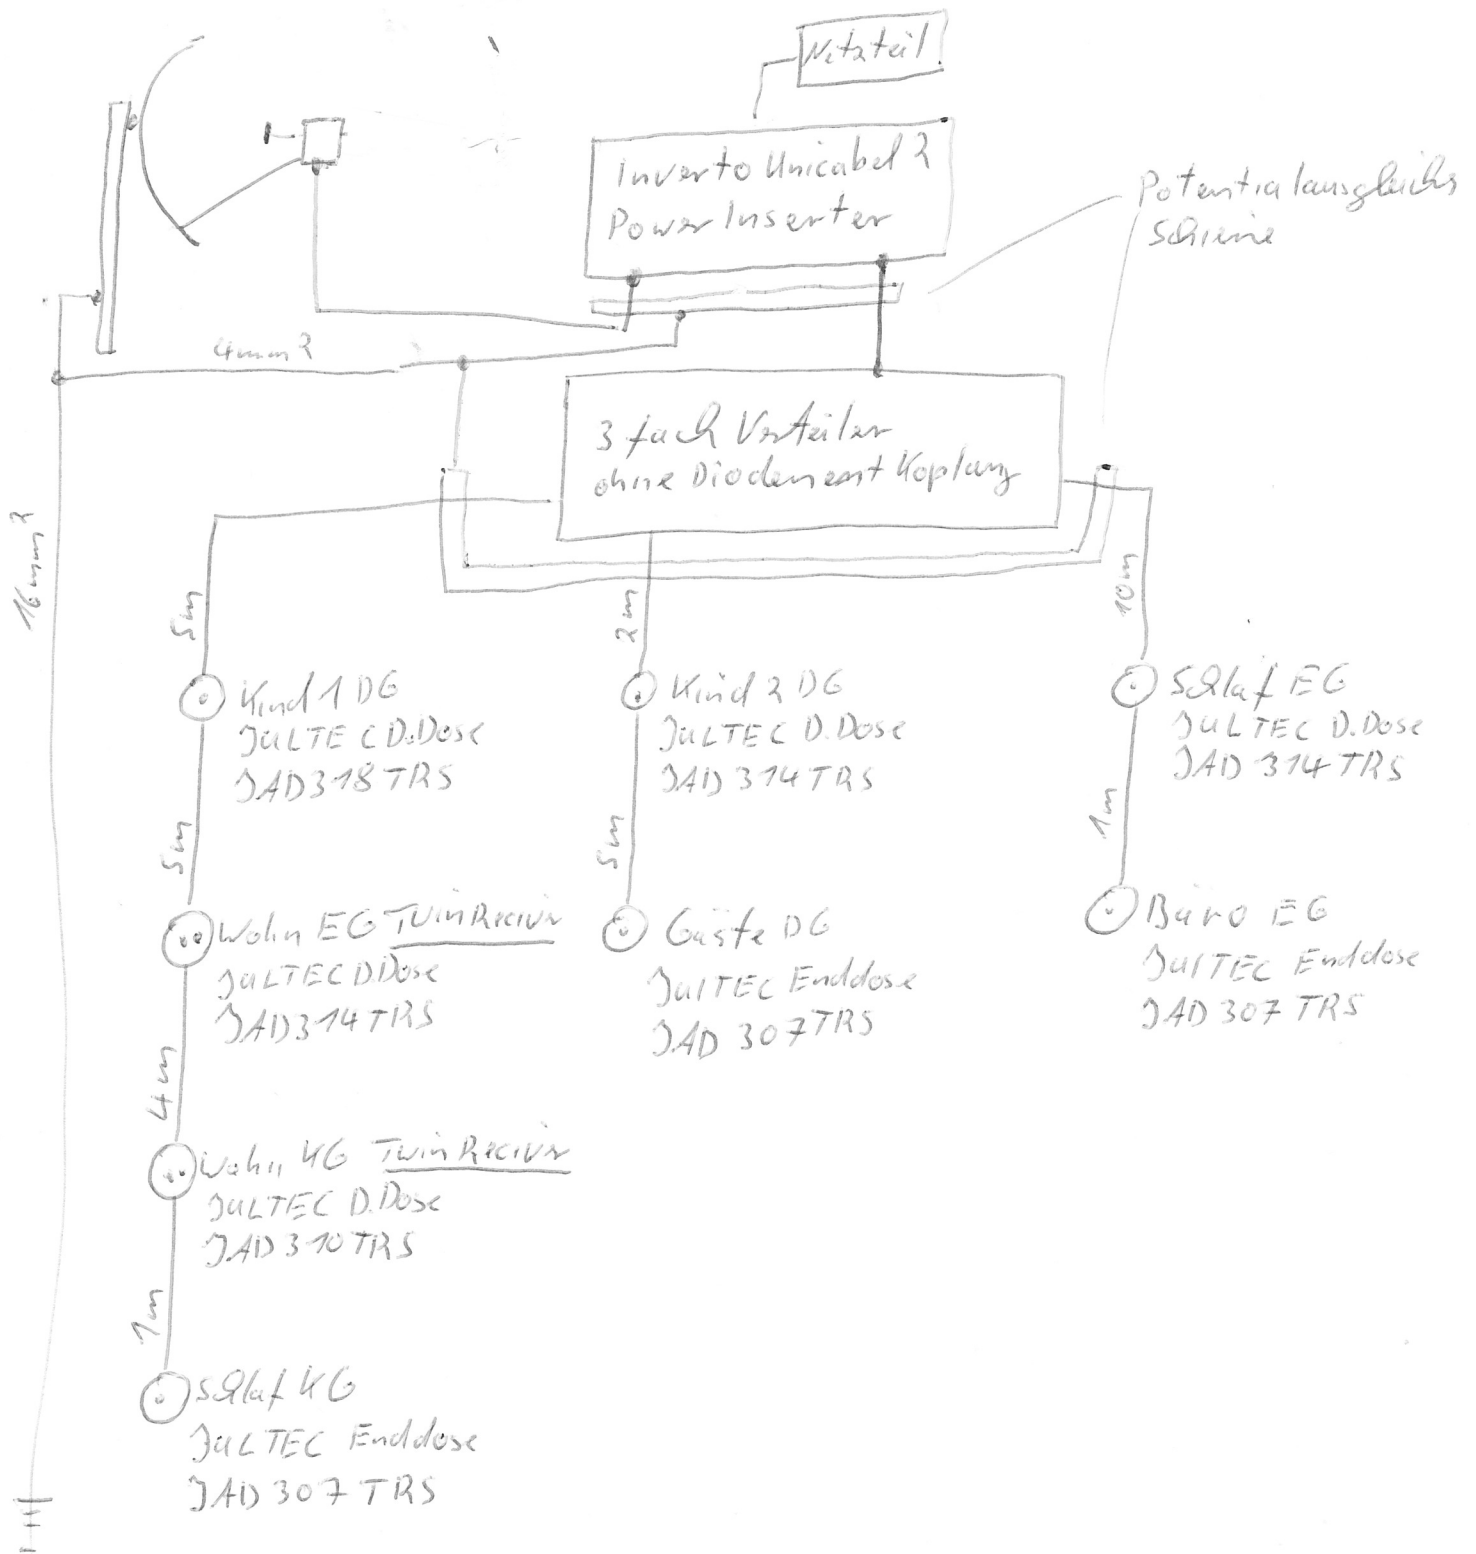 Netzteil
Inverto Unicabel 2
Power Inserter
Potentialausgleichs
Schiene
4mm2
3 fach Verteiler
ohne Diodenentkoplung
16mm2
5m
2m
10m
Kind 1 DG
JULTEC D.Dose
JAD318 TRS
Kind 2 DG
JULTEC D.Dose
JAD 314 TRS
Schlaf EG
JULTEC D.Dose
JAD 314 TRS
5m
5m
1m
Wohn EG Twin Reciver
JULTEC D.Dose
JAD314 TRS
Gäste DG
JulTEC Enddose
JAD 307 TRS
Büro EG
JulTEC Enddose
JAD 307 TRS
4m
Wohn KG Twin Reciver
JULTEC D.Dose
JAD 310 TRS
1m
Schlaf KG
JULTEC Enddose
JAD 307 TRS